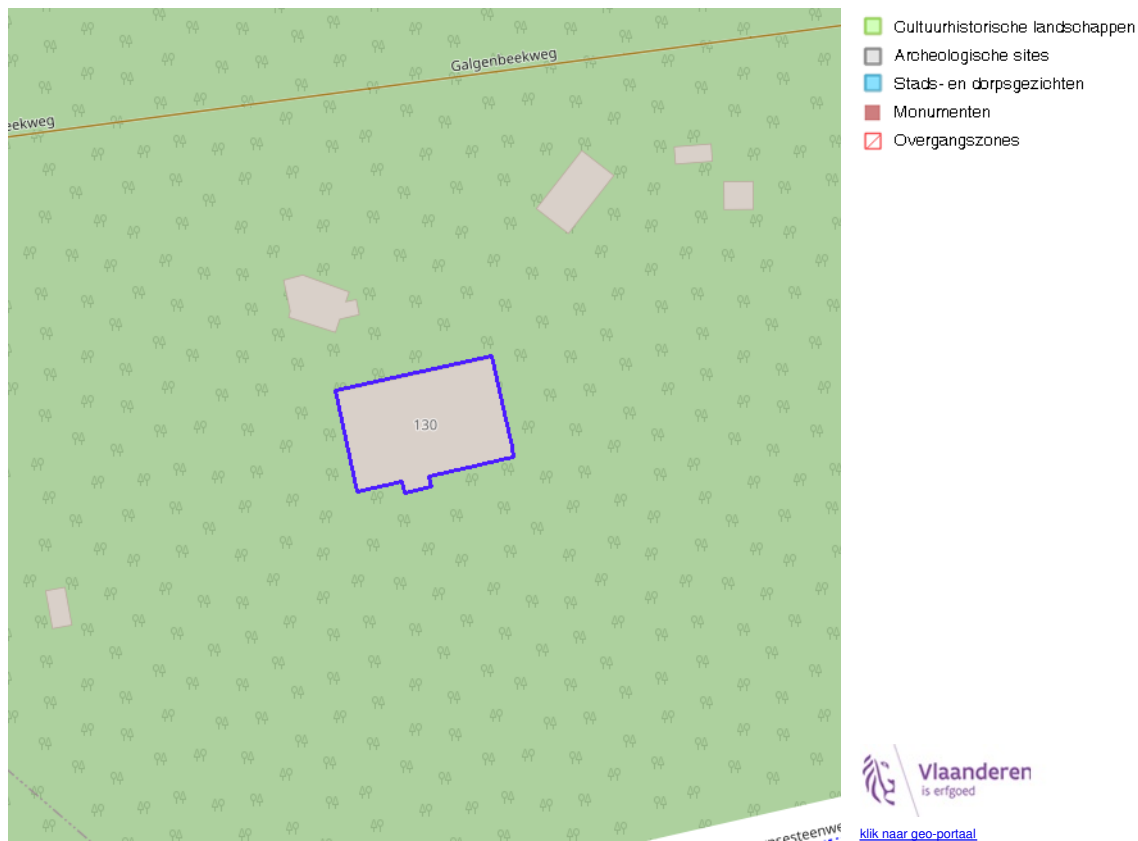 Galgenbeekweg
eekweg
130
Cultuurhistorische landschappen
Archeologische sites
Stads- en dorpsgezichten
Monumenten
Overgangszones
Vlaanderen
is erfgoed
klik naar geo-portaal